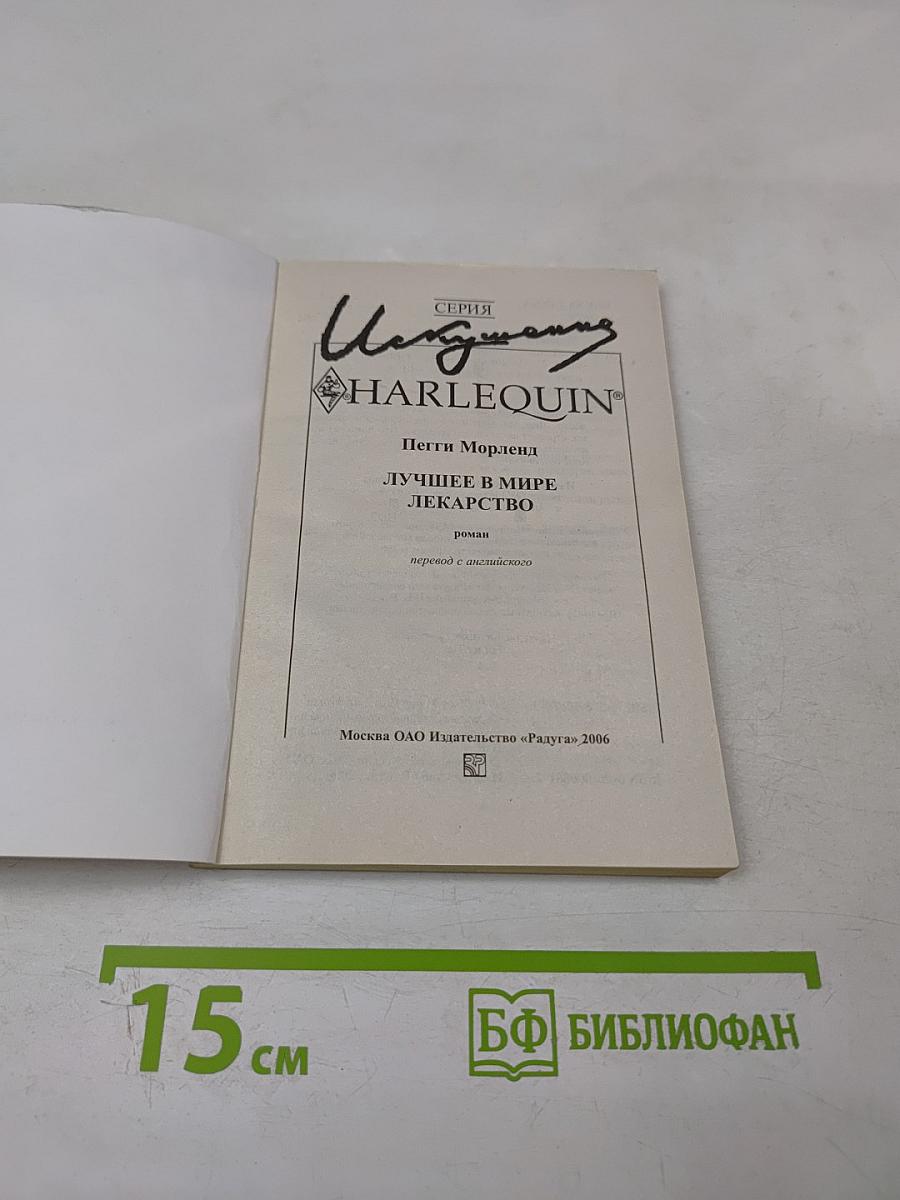 СЕРИЯ
Искушение
HARLEQUIN®
Пегги Морленд
ЛУЧШЕЕ В МИРЕ
ЛЕКАРСТВО
роман
перевод с английского
Москва ОАО Издательство «Радуга» 2006
15 см
БФ БИБЛИОФАН